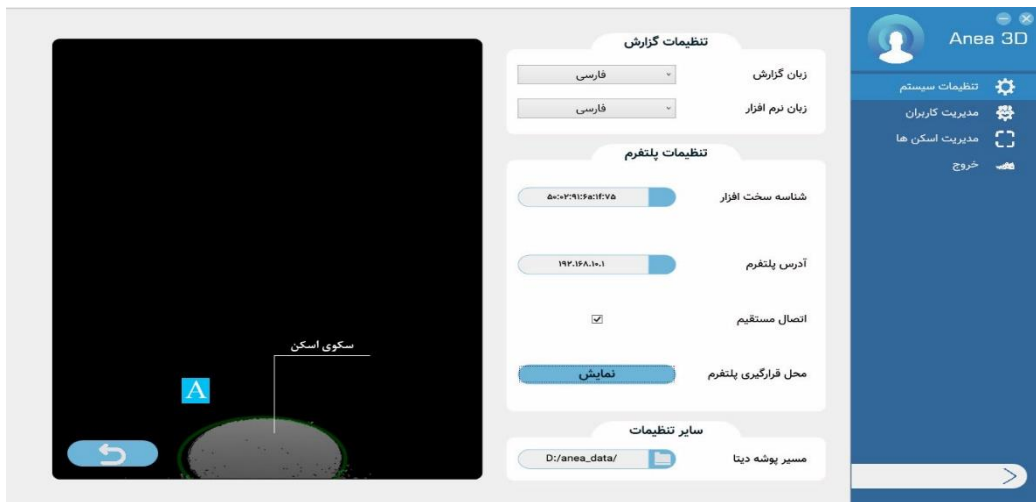 Anea 3D
تنظیمات سیستم
مدیریت کاربران
مدیریت اسکن ها
خروج
تنظیمات گزارش
زبان گزارش
فارسی
زبان نرم افزار
فارسی
تنظیمات پلتفرم
شناسه سخت افزار
۵۰:۰۲:۹۱:۶a:۱f:۷۵
آدرس پلتفرم
۱۹۲.۱۶۸.۱۰.۱
اتصال مستقیم
محل قرارگیری پلتفرم
نمایش
سایر تنظیمات
مسیر پوشه دیتا
D:/anea_data/
سکوی اسکن
A